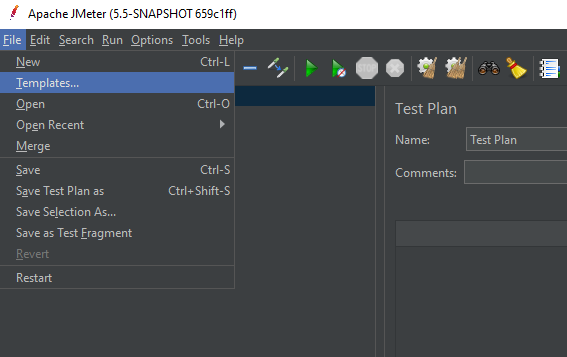 Apache JMeter (5.5-SNAPSHOT 659c1ff)
File Edit Search Run Options Tools Help
New Ctrl-L
Templates...
Open Ctrl-O
Open Recent
Merge
Save Ctrl-S
Save Test Plan as Ctrl+Shift-S
Save Selection As...
Save as Test Fragment
Revert
Restart
STOP
Test Plan
Name: Test Plan
Comments: